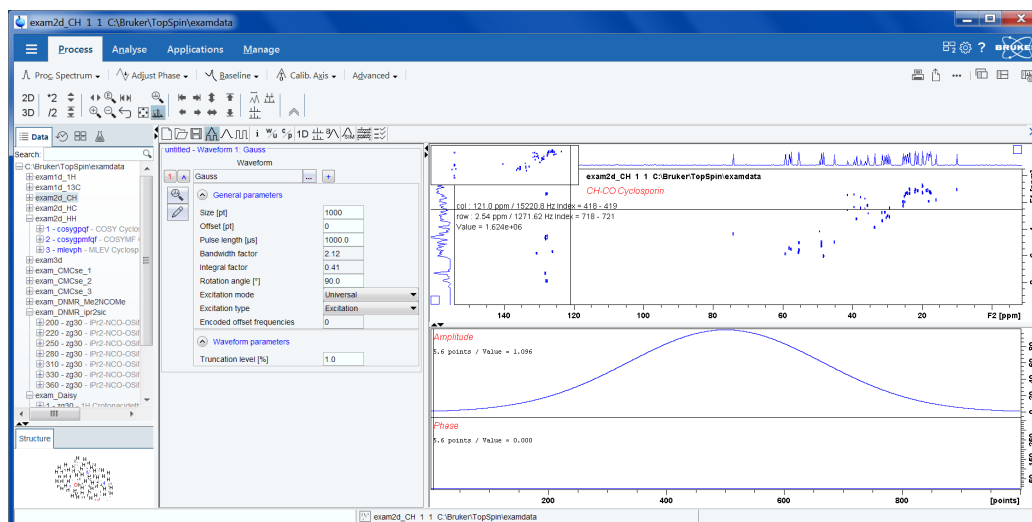 exam2d_CH 1 1 C:\Bruker\TopSpin\examdata
Process Analyse Applications Manage
BRUKER
Proc. Spectrum Adjust Phase Baseline Calib. Axis Advanced
2D *2
3D /2
Data
Search:
C:\Bruker\TopSpin\examdata
exam1d_1H
exam1d_13C
exam2d_CH
exam2d_HC
exam2d_HH
1 - cosygpqf - COSY Cyclo
2 - cosygpmfqf - COSYMF
3 - mlevph - MLEV Cyclosp
exam3d
exam_CMCse_1
exam_CMCse_2
exam_CMCse_3
exam_DNMR_Me2NCOMe
exam_DNMR_ipr2sic
200 - zg30 - iPr2-NCO-OSi
220 - zg30 - iPr2-NCO-OSi
250 - zg30 - iPr2-NCO-OSi
280 - zg30 - iPr2-NCO-OSi
310 - zg30 - iPr2-NCO-OSi
330 - zg30 - iPr2-NCO-OSi
360 - zg30 - iPr2-NCO-OSi
exam_Daisy
1 - zg30 - 1H Crotonacidett
Structure
1D
untitled - Waveform 1: Gauss
Waveform
1 Gauss ... +
General parameters
Size [pt] 1000
Offset [pt] 0
Pulse length [µs] 1000.0
Bandwidth factor 2.12
Integral factor 0.41
Rotation angle [°] 90.0
Excitation mode Universal
Excitation type Excitation
Encoded offset frequencies 0
Waveform parameters
Truncation level [%] 1.0
exam2d_CH 1 1 C:\Bruker\TopSpin\examdata
CH-CO Cyclosporin
col : 121.0 ppm / 15220.8 Hz Index = 418 - 419
row : 2.54 ppm / 1271.62 Hz Index = 718 - 721
Value = 1.624e+06
140 120 100 80 60 40 20 F2 [ppm]
Amplitude
5.6 points / Value = 1.096
Phase
5.6 points / Value = 0.000
200 400 600 800 [points]
exam2d_CH 1 1 C:\Bruker\TopSpin\examdata